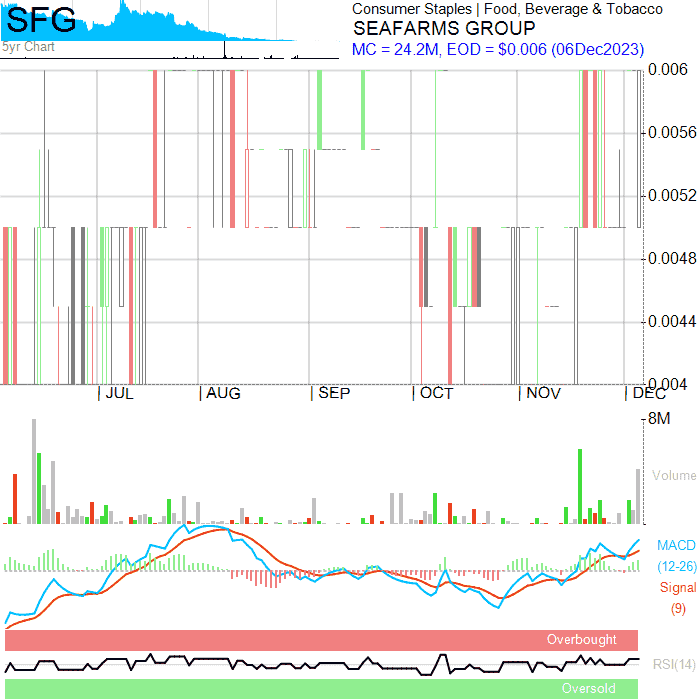 SFG
Consumer Staples | Food, Beverage & Tobacco
SEAFARMS GROUP
5yr Chart
MC = 24.2M, EOD = $0.006 (06Dec2023)
0.006
0.0056
0.0052
0.0048
0.0044
0.004
JUL AUG SEP OCT NOV DEC
8M
Volume
MACD
(12-26)
Signal
(9)
Overbought
RSI(14)
Oversold